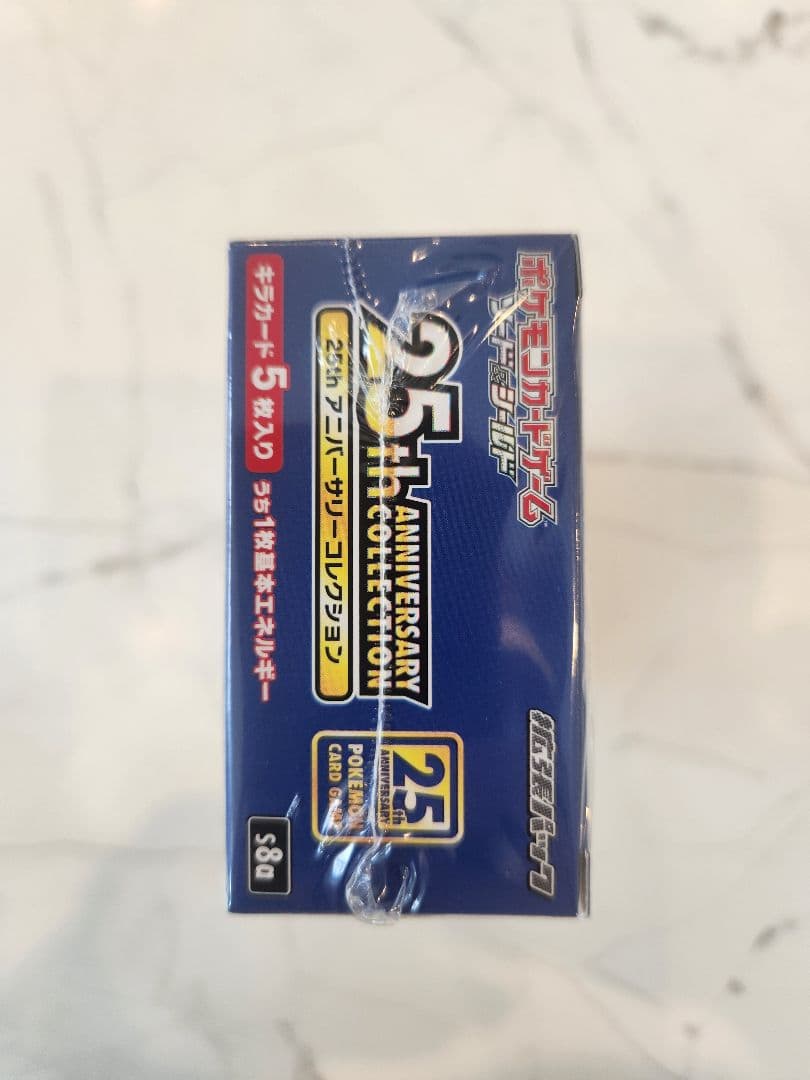 ポケモンカードゲーム
ソード&シールド
拡張パック
25th
ANNIVERSARY
COLLECTION
25th アニバーサリーコレクション
25th
ANNIVERSARY
POKÉMON
CARD GAME
キラカード 5枚入り うち1枚基本エネルギー
s8a